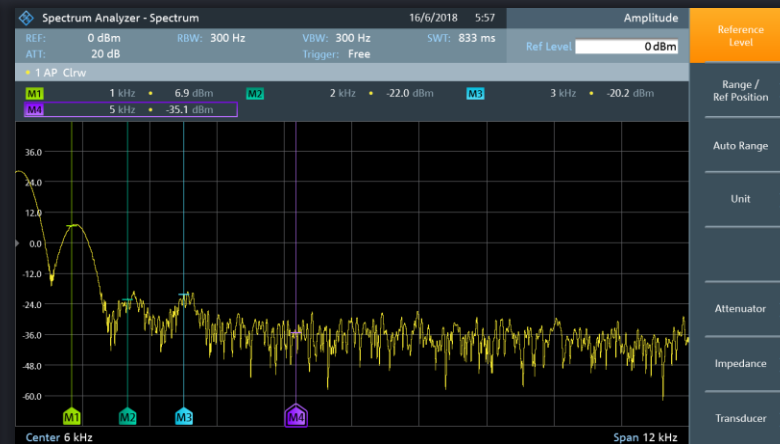 Spectrum Analyzer - Spectrum 16/6/2018 5:57 Amplitude
REF: 0 dBm RBW: 300 Hz VBW: 300 Hz SWT: 833 ms
ATT: 20 dB Trigger: Free
Ref Level 0 dBm
• 1 AP Clrw
M1 1 kHz • 6.9 dBm M2 2 kHz • -22.0 dBm M3 3 kHz • -20.2 dBm
M4 5 kHz • -35.1 dBm
36.0
24.0
12.0
0.0
-12.0
-24.0
-36.0
-48.0
-60.0
M1 M2 M3 M4
Center 6 kHz Span 12 kHz
Reference
Level
Range /
Ref Position
Auto Range
Unit
Attenuator
Impedance
Transducer